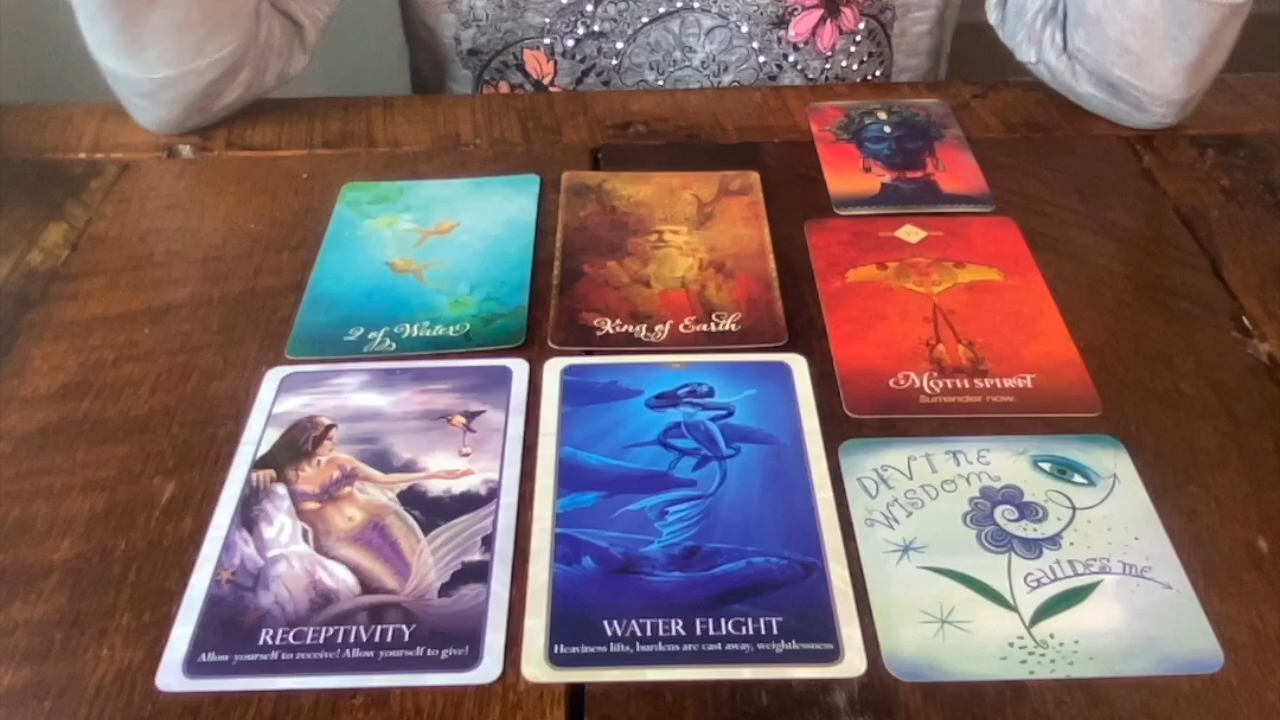 2 of Water
King of Earth
MOTH SPIRIT
Surrender now.
RECEPTIVITY
Allow yourself to receive! Allow yourself to give!
WATER FLIGHT
Heaviness lifts, burdens are cast away, weightlessness
DIVINE
WISDOM
GUIDES ME